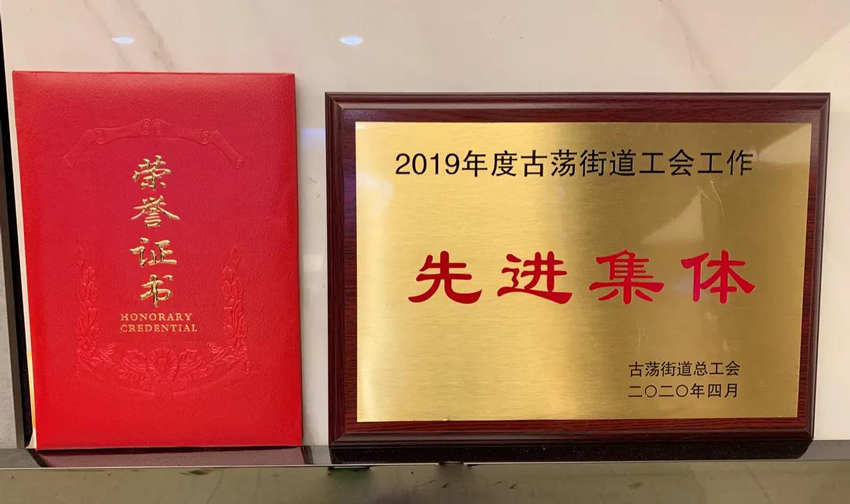 荣誉证书
HONORARY
CREDENTIAL
2019年度古荡街道工会工作
先进集体
古荡街道总工会
二〇二〇年四月